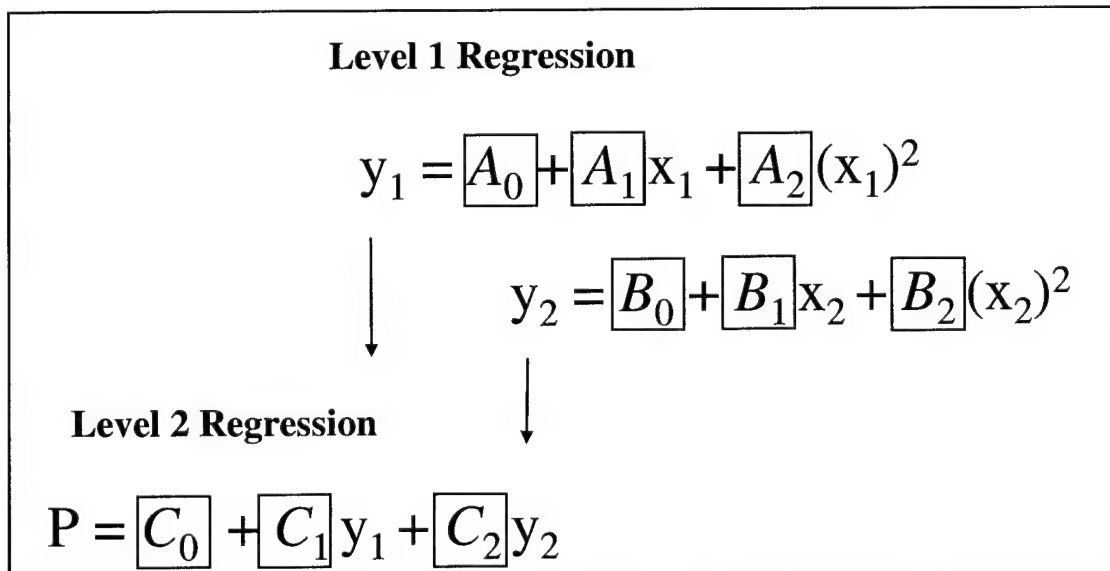 Level 1 Regression
y₁ = A₀ + A₁x₁ + A₂(x₁)²
y₂ = B₀ + B₁x₂ + B₂(x₂)²
Level 2 Regression
P = C₀ + C₁y₁ + C₂y₂